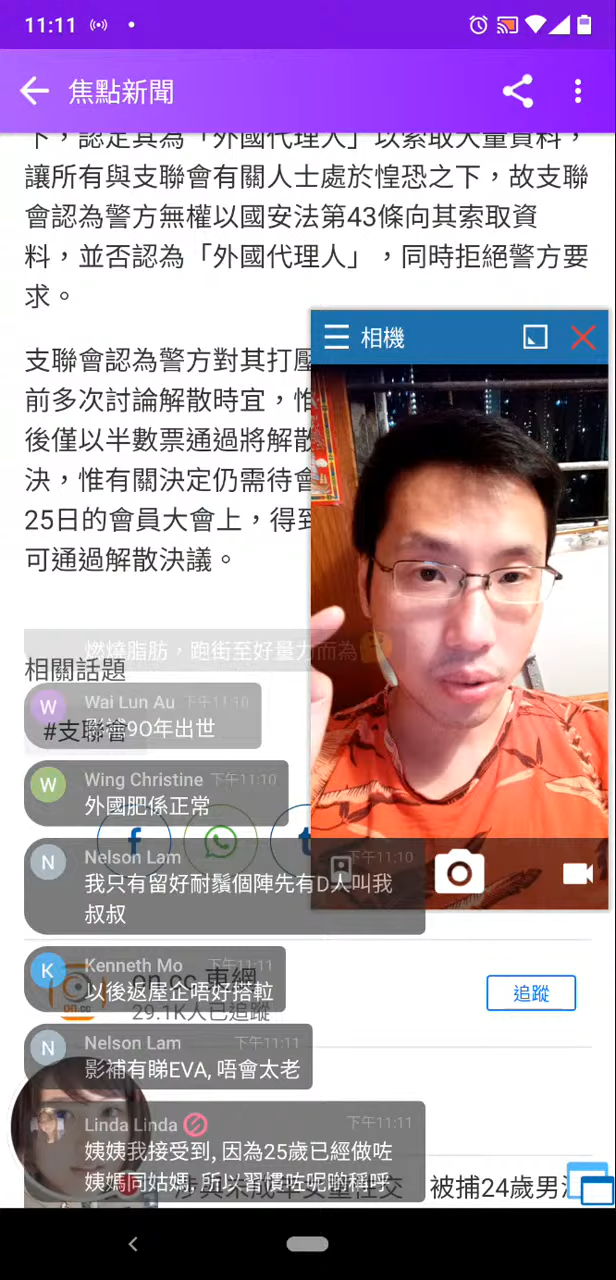 11:11
焦點新聞
下，認定其為「外國代理人」以索取大量資料，
讓所有與支聯會有關人士處於惶恐之下，故支聯
會認為警方無權以國安法第43條向其索取資
料，並否認為「外國代理人」，同時拒絕警方要
求。
相機
支聯會認為警方對其打壓
前多次討論解散時宜，惟
後僅以半數票通過將解散
決，惟有關決定仍需待會
25日的會員大會上，得到
可通過解散決議。
燃燒脂肪，跑街至好量力而為
相關話題
#支聯會
Wai Lun Au 下午11:10
影補90年出世
Wing Christine 下午11:10
外國肥係正常
Nelson Lam 下午11:10
我只有留好耐鬚個陣先有D人叫我
叔叔
Kenneth Mo 下午11:11
以後返屋企唔好搭𨋢
on.cc 東網
29.1K人已追蹤
追蹤
Nelson Lam 下午11:11
影補有睇EVA, 唔會太老
Linda Linda 下午11:11
姨姨我接受到, 因為25歲已經做咗
姨媽同姑媽, 所以習慣咗呢啲稱呼
涉與未成年女童性交 被捕24歲男